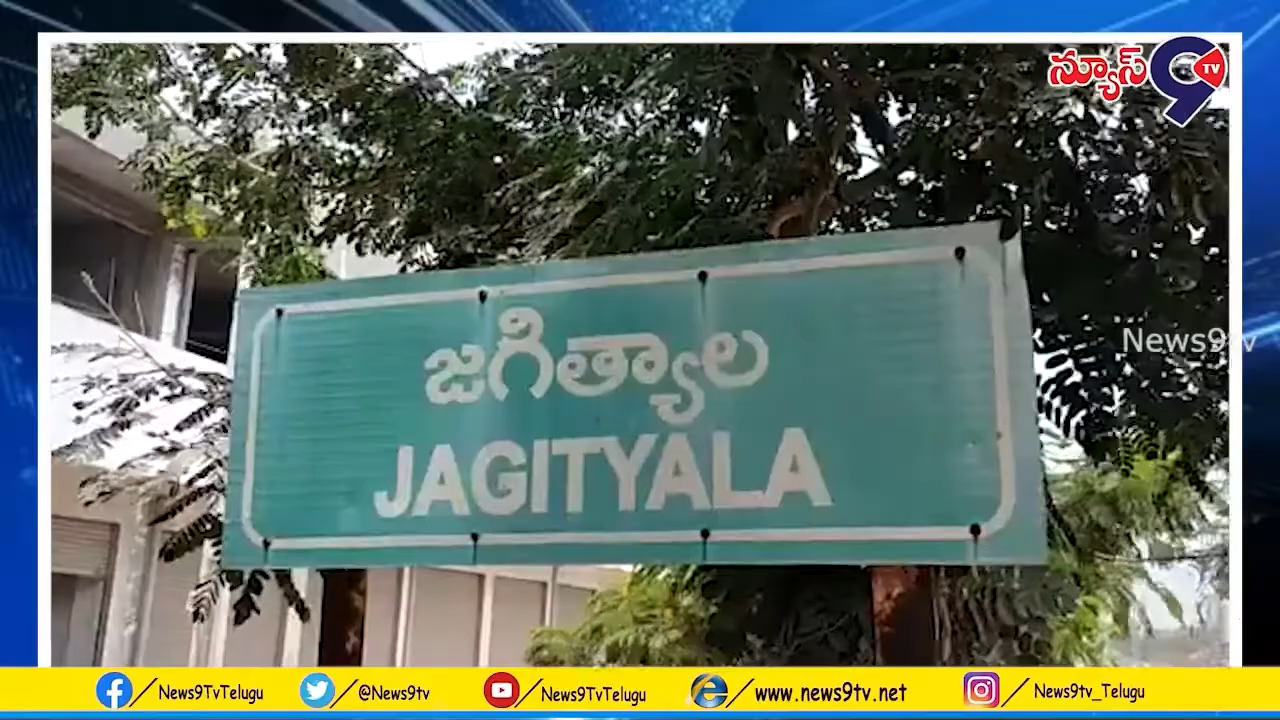 న్యూస్ 9 TV
News9tv
జగిత్యాల
JAGITYALA
/News9TvTelugu /@News9tv /News9TvTelugu /www.news9tv.net /News9tv_Telugu